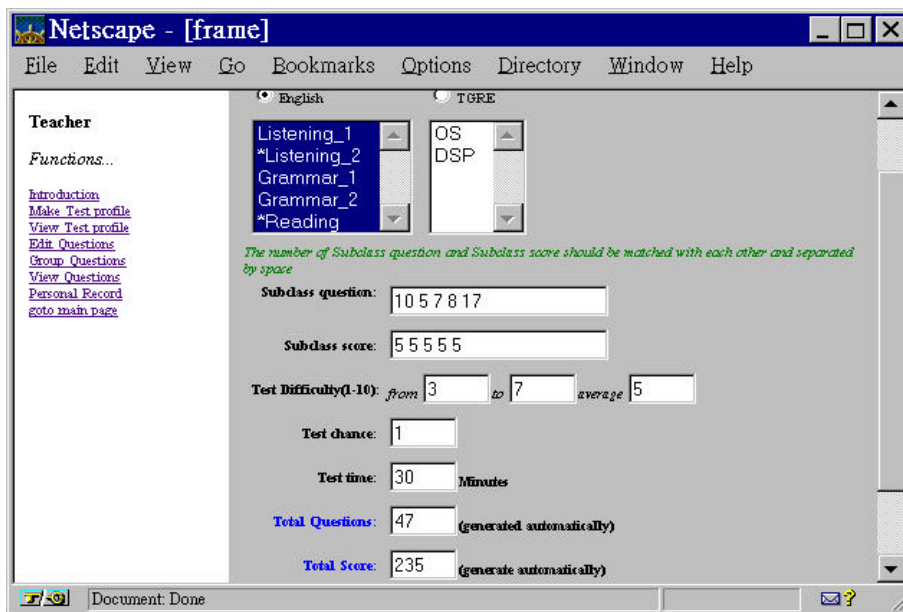 Netscape - [frame]
File Edit View Go Bookmarks Options Directory Window Help
Teacher
Functions...
Introduction
Make Test profile
View Test profile
Edit Questions
Group Questions
View Questions
Personal Record
goto main page
English TGRE
Listening_1
*Listening_2
Grammar_1
Grammar_2
*Reading
OS
DSP
The number of Subclass question and Subclass score should be matched with each other and separated
by space
Subclass question: 10 5 7 8 17
Subclass score: 5 5 5 5 5
Test Difficulty(1-10): from 3 to 7 average 5
Test chance: 1
Test time: 30 Minutes
Total Questions: 47 (generated automatically)
Total Score: 235 (generate automatically)
Document: Done